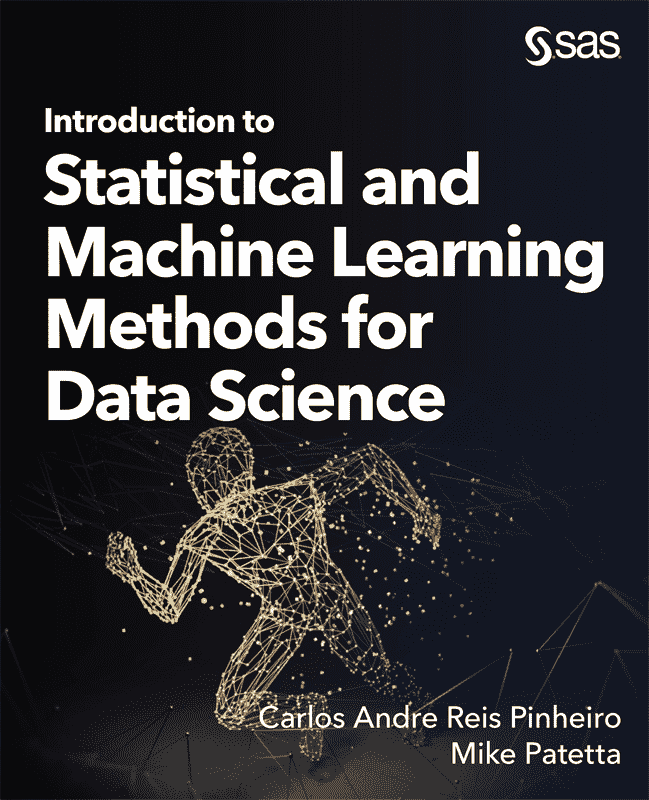 sas
Introduction to
Statistical and
Machine Learning
Methods for
Data Science
Carlos Andre Reis Pinheiro
Mike Patetta